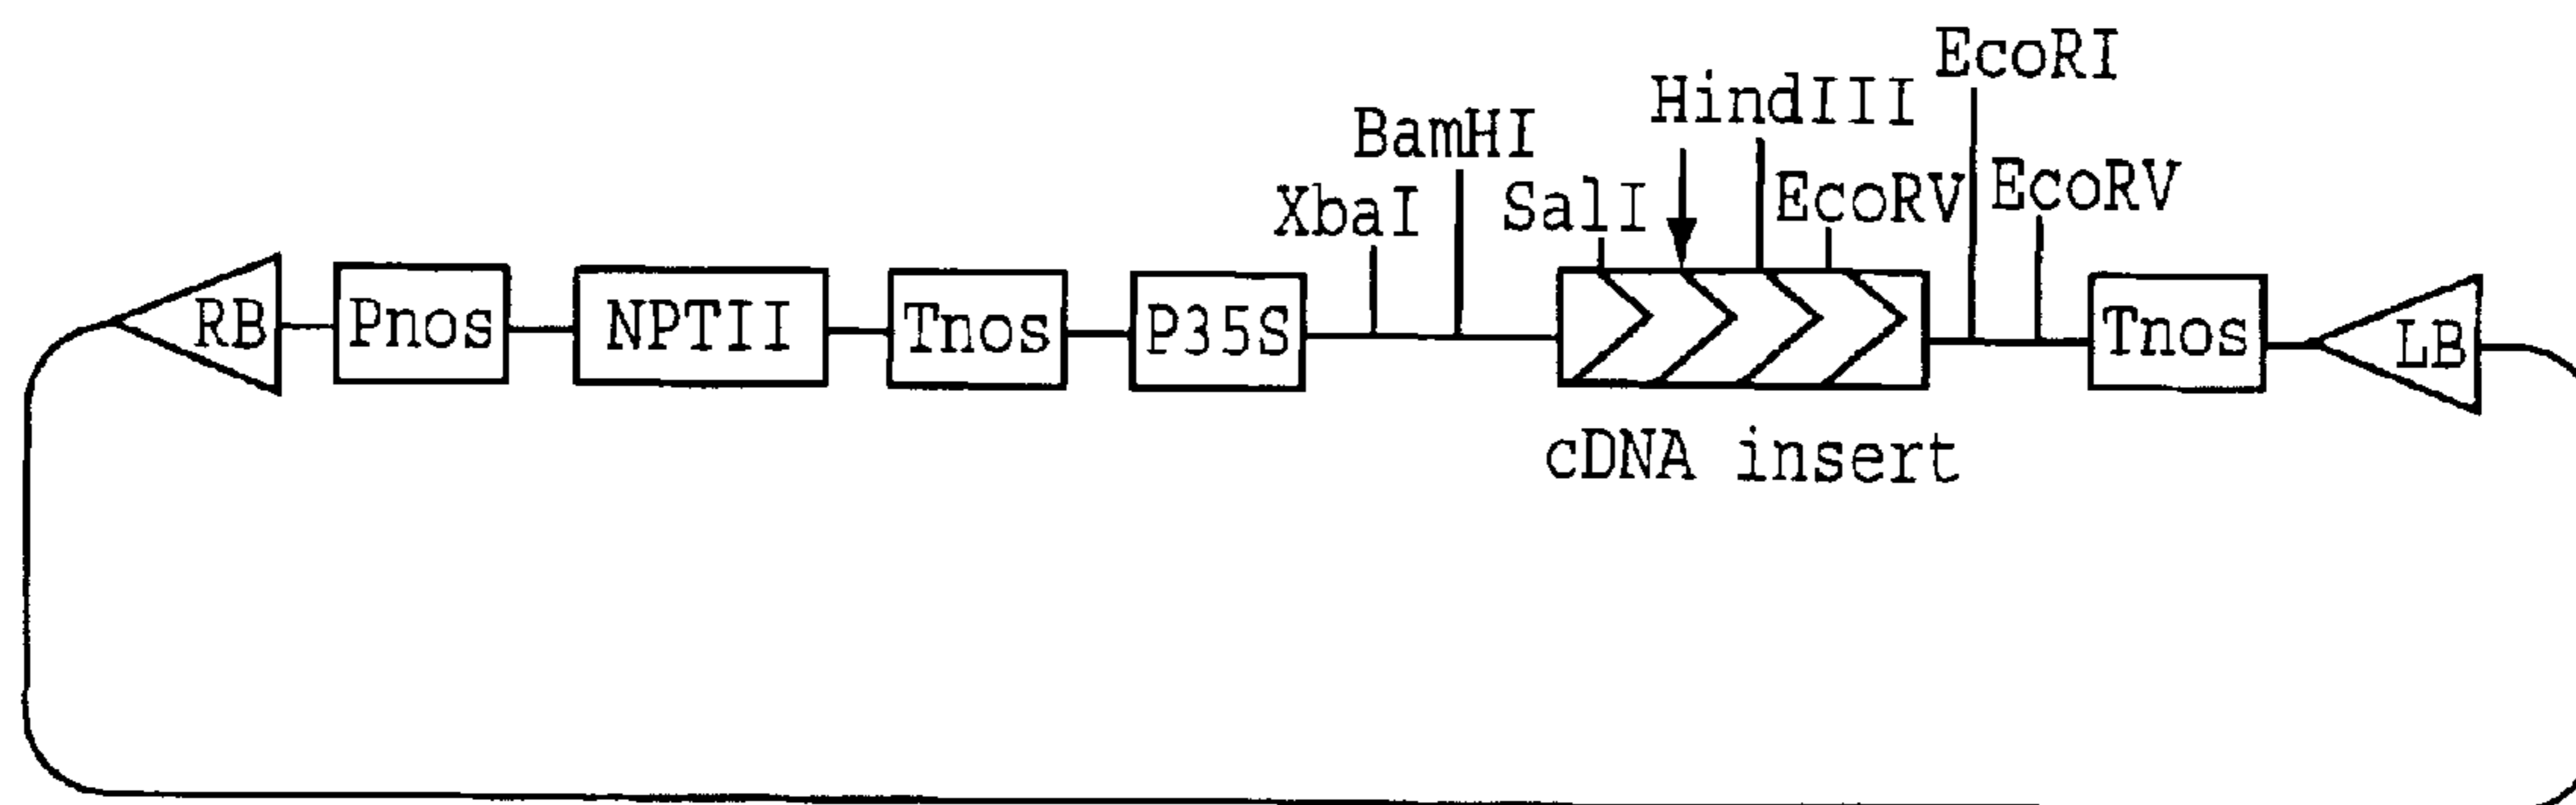 EcoRI
HindIII
BamHI
EcoRV
EcoRV
SalI
XbaI
RB
Pnos
NPTII
Tnos
P35S
Tnos
LB
cDNA insert